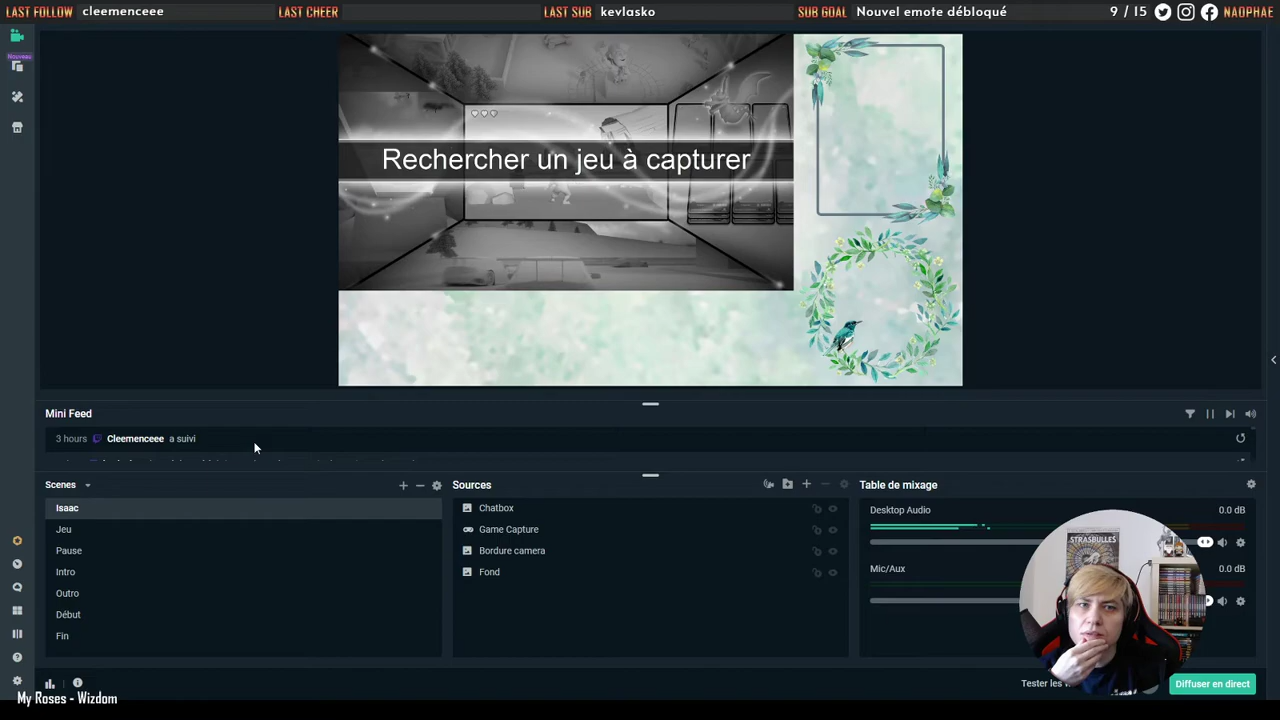 LAST FOLLOW cleemenceee LAST CHEER LAST SUB kevlasko SUB GOAL Nouvel emote débloqué 9 / 15 NAOPHAE
Nouveau
Rechercher un jeu à capturer
Mini Feed
3 hours Cleemenceee a suivi
Scenes
Isaac
Jeu
Pause
Intro
Outro
Début
Fin
Sources
Chatbox
Game Capture
Bordure camera
Fond
Table de mixage
Desktop Audio 0.0 dB
Mic/Aux 0.0 dB
STRASBULLES
Tester les
Diffuser en direct
My Roses - Wizdom